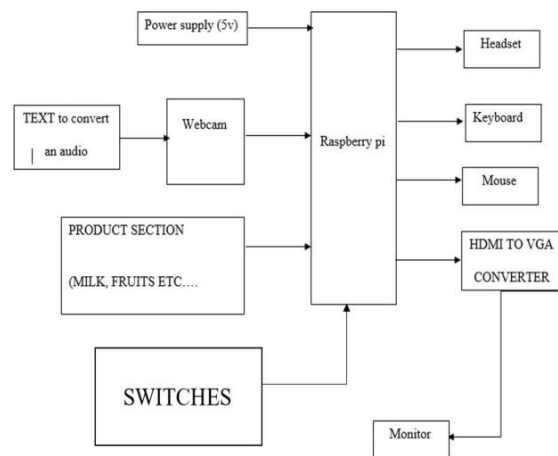 Power supply (5v)
Headset
TEXT to convert
an audio
Webcam
Raspberry pi
Keyboard
Mouse
PRODUCT SECTION
(MILK, FRUITS ETC….
HDMI TO VGA
CONVERTER
SWITCHES
Monitor